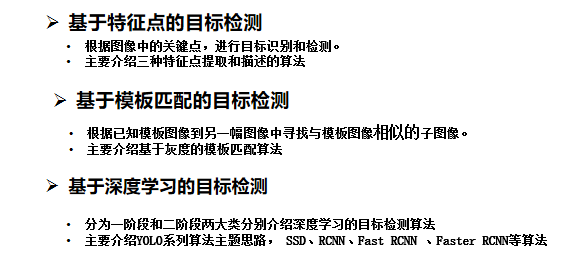 ➢ 基于特征点的目标检测
• 根据图像中的关键点，进行目标识别和检测。
• 主要介绍三种特征点提取和描述的算法
➢ 基于模板匹配的目标检测
• 根据已知模板图像到另一幅图像中寻找与模板图像相似的子图像。
• 主要介绍基于灰度的模板匹配算法
➢ 基于深度学习的目标检测
• 分为一阶段和二阶段两大类分别介绍深度学习的目标检测算法
• 主要介绍YOLO系列算法主题思路， SSD、RCNN、Fast RCNN 、Faster RCNN等算法